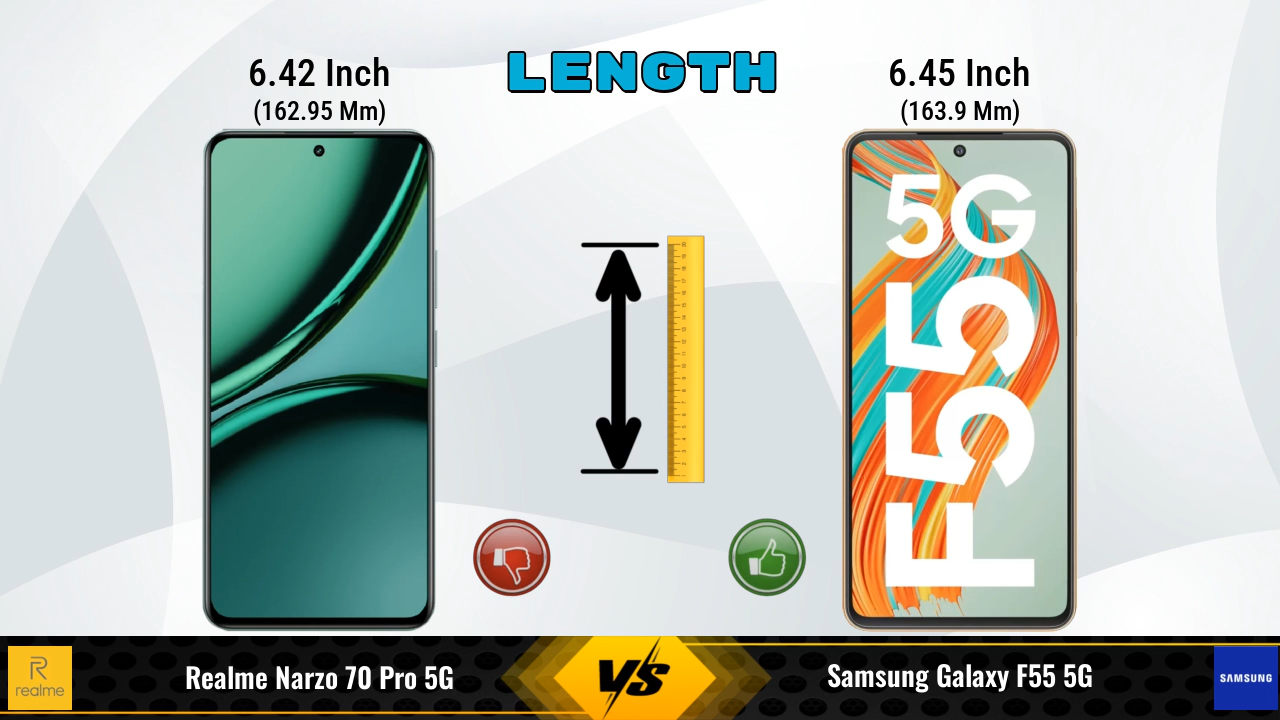 LENGTH
6.42 Inch
(162.95 Mm)
6.45 Inch
(163.9 Mm)
5G
F55
Realme Narzo 70 Pro 5G
VS
Samsung Galaxy F55 5G
R
realme
SAMSUNG